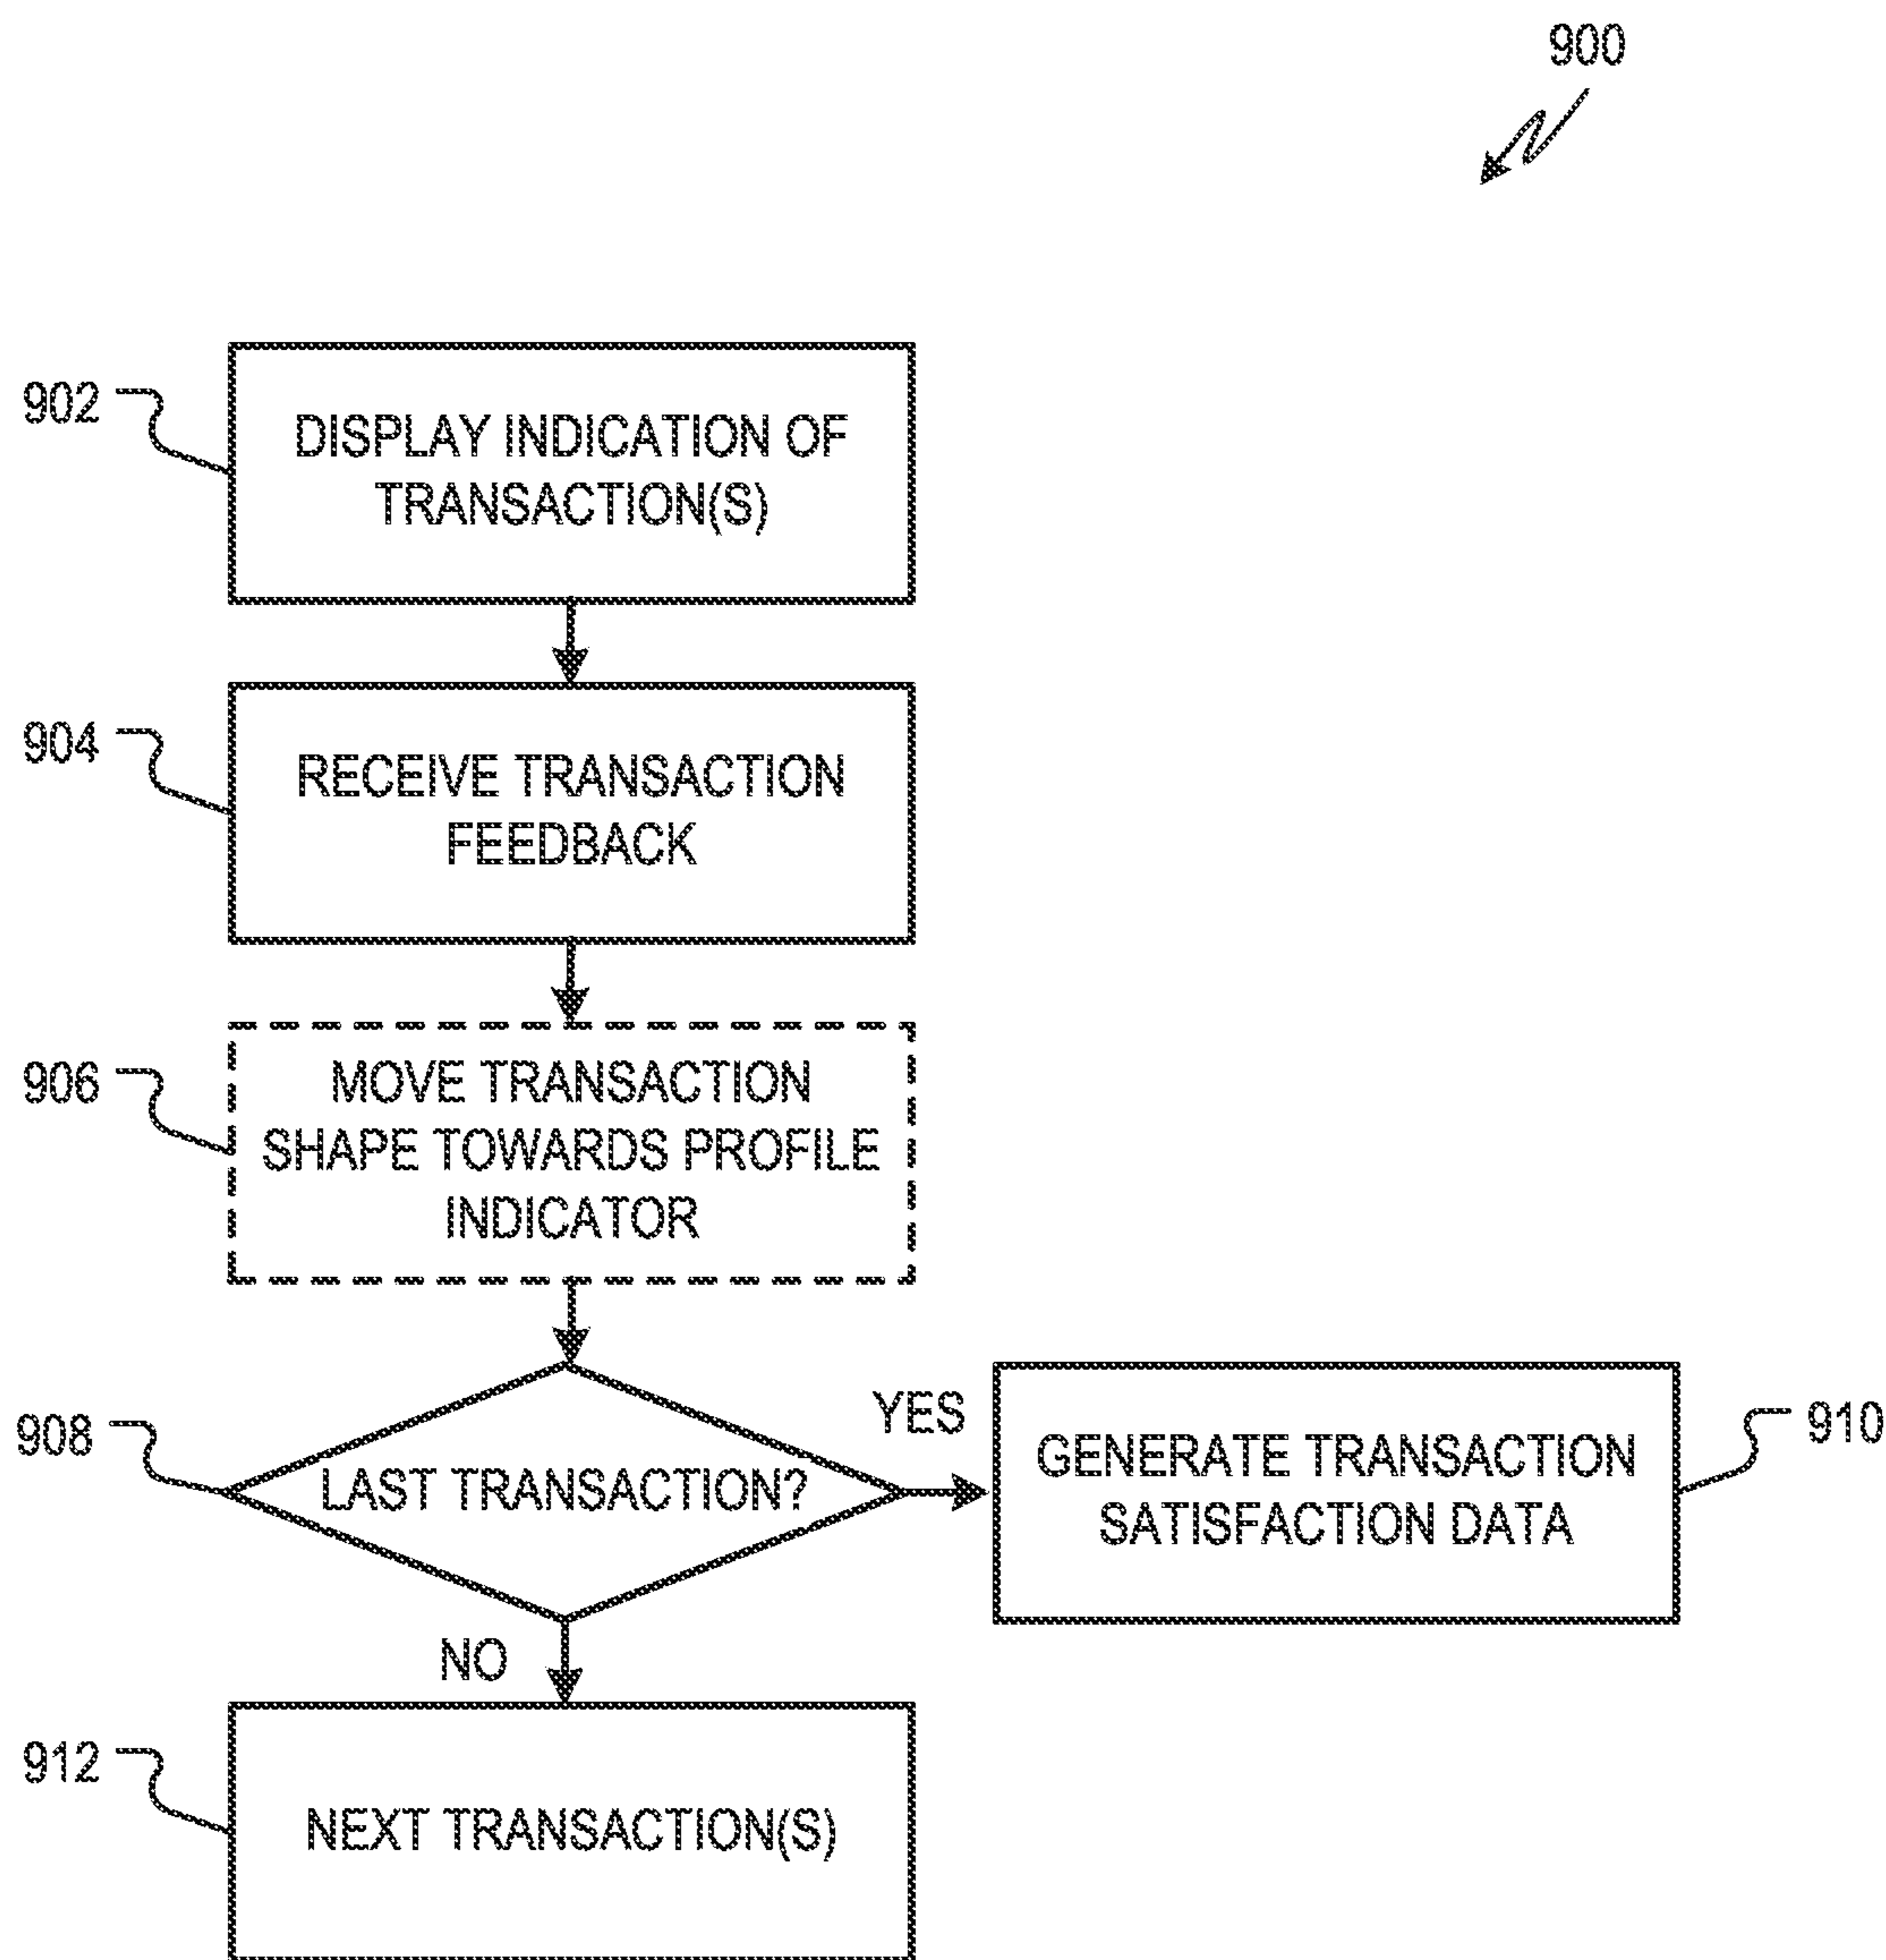 900
902
DISPLAY INDICATION OF
TRANSACTION(S)
904
RECEIVE TRANSACTION
FEEDBACK
906
MOVE TRANSACTION
SHAPE TOWARDS PROFILE
INDICATOR
908
LAST TRANSACTION?
YES
GENERATE TRANSACTION
SATISFACTION DATA
910
NO
912
NEXT TRANSACTION(S)